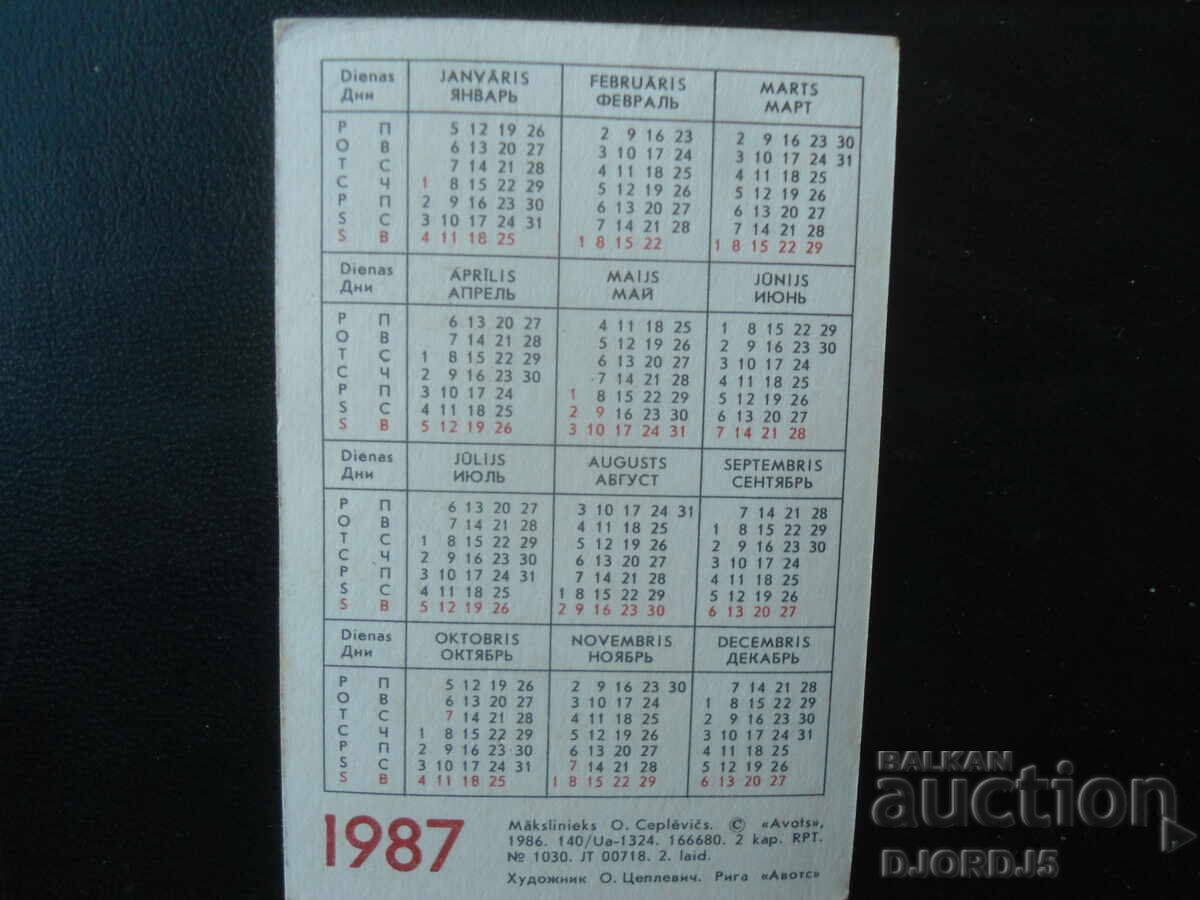 Dienas JANVĀRIS FEBRUĀRIS MARTS
Дни ЯНВАРЬ ФЕВРАЛЬ МАРТ
P П 5 12 19 26 2 9 16 23 2 9 16 23 30
O В 6 13 20 27 3 10 17 24 3 10 17 24 31
T С 7 14 21 28 4 11 18 25 4 11 18 25
C Ч 1 8 15 22 29 5 12 19 26 5 12 19 26
P П 2 9 16 23 30 6 13 20 27 6 13 20 27
S С 3 10 17 24 31 7 14 21 28 7 14 21 28
S В 4 11 18 25 1 8 15 22 1 8 15 22 29
Dienas APRĪLIS MAIJS JŪNIJS
Дни АПРЕЛЬ МАЙ ИЮНЬ
P П 6 13 20 27 4 11 18 25 1 8 15 22 29
O В 7 14 21 28 5 12 19 26 2 9 16 23 30
T С 1 8 15 22 29 6 13 20 27 3 10 17 24
C Ч 2 9 16 23 30 7 14 21 28 4 11 18 25
P П 3 10 17 24 1 8 15 22 29 5 12 19 26
S С 4 11 18 25 2 9 16 23 30 6 13 20 27
S В 5 12 19 26 3 10 17 24 31 7 14 21 28
Dienas JŪLIJS AUGUSTS SEPTEMBRIS
Дни ИЮЛЬ АВГУСТ СЕНТЯБРЬ
P П 6 13 20 27 3 10 17 24 31 7 14 21 28
O В 7 14 21 28 4 11 18 25 1 8 15 22 29
T С 1 8 15 22 29 5 12 19 26 2 9 16 23 30
C Ч 2 9 16 23 30 6 13 20 27 3 10 17 24
P П 3 10 17 24 31 7 14 21 28 4 11 18 25
S С 4 11 18 25 1 8 15 22 29 5 12 19 26
S В 5 12 19 26 2 9 16 23 30 6 13 20 27
Dienas OKTOBRIS NOVEMBRIS DECEMBRIS
Дни ОКТЯБРЬ НОЯБРЬ ДЕКАБРЬ
P П 5 12 19 26 2 9 16 23 30 7 14 21 28
O В 6 13 20 27 3 10 17 24 1 8 15 22 29
T С 7 14 21 28 4 11 18 25 2 9 16 23 30
C Ч 1 8 15 22 29 5 12 19 26 3 10 17 24 31
P П 2 9 16 23 30 6 13 20 27 4 11 18 25
S С 3 10 17 24 31 7 14 21 28 5 12 19 26
S В 4 11 18 25 1 8 15 22 29 6 13 20 27
1987
Mākslinieks O. Ceplēvičs. © «Avots»,
1986. 140/Ua-1324. 166680. 2 kap. RPT.
№ 1030. JT 00718. 2. laid.
Художник О. Цеплевич. Рига «Авотс»
BALKAN
auction
DJORDJ5